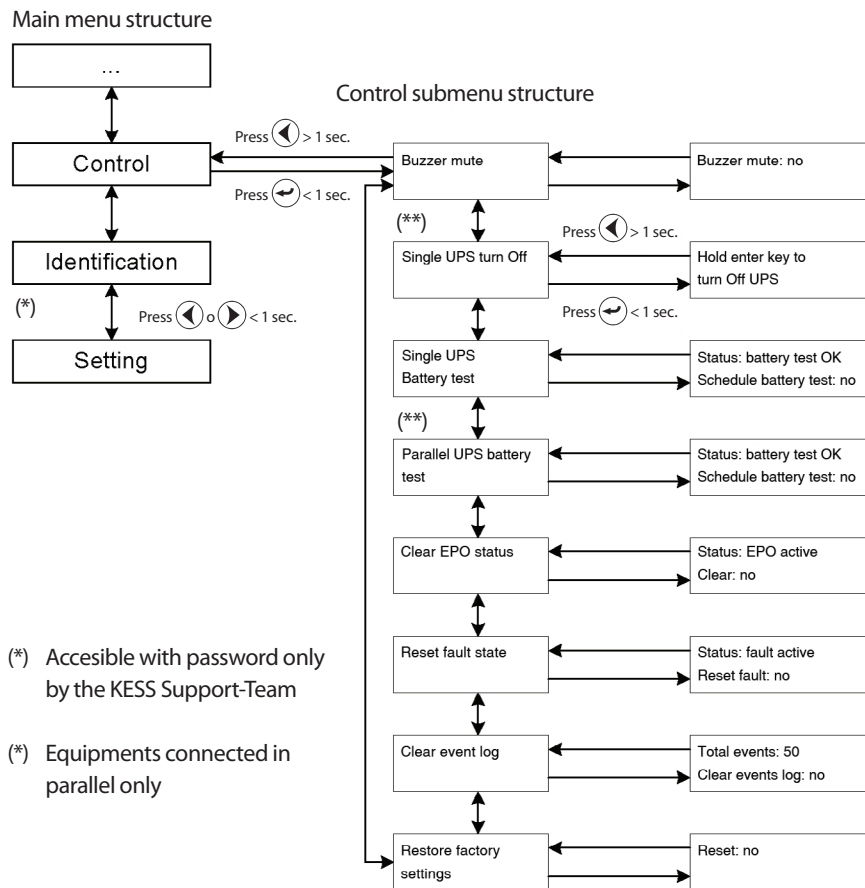 Main menu structure
...
Control submenu structure
Control
Press > 1 sec.
Press < 1 sec.
Buzzer mute
Buzzer mute: no
(**)
Identification
Single UPS turn Off
Press > 1 sec.
Press < 1 sec.
Hold enter key to
turn Off UPS
(*)
Press o < 1 sec.
Setting
Single UPS
Battery test
Status: battery test OK
Schedule battery test: no
(**)
Parallel UPS battery
test
Status: battery test OK
Schedule battery test: no
Clear EPO status
Status: EPO active
Clear: no
Reset fault state
Status: fault active
Reset fault: no
Clear event log
Total events: 50
Clear events log: no
Restore factory
settings
Reset: no
(*) Accesible with password only
by the KESS Support-Team
(*) Equipments connected in
parallel only